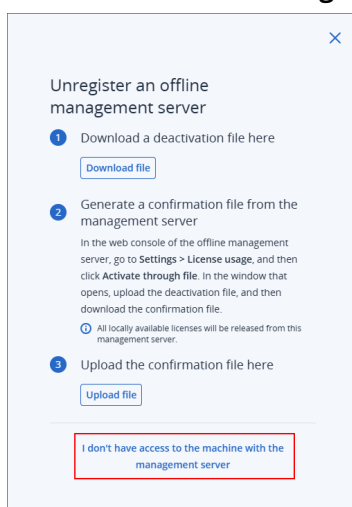 Unregister an offline
management server
1 Download a deactivation file here
Download file
2 Generate a confirmation file from the
management server
In the web console of the offline management
server, go to Settings > License usage, and then
click Activate through file. In the window that
opens, upload the deactivation file, and then
download the confirmation file.
All locally available licenses will be released from this
management server.
3 Upload the confirmation file here
Upload file
I don't have access to the machine with the
management server